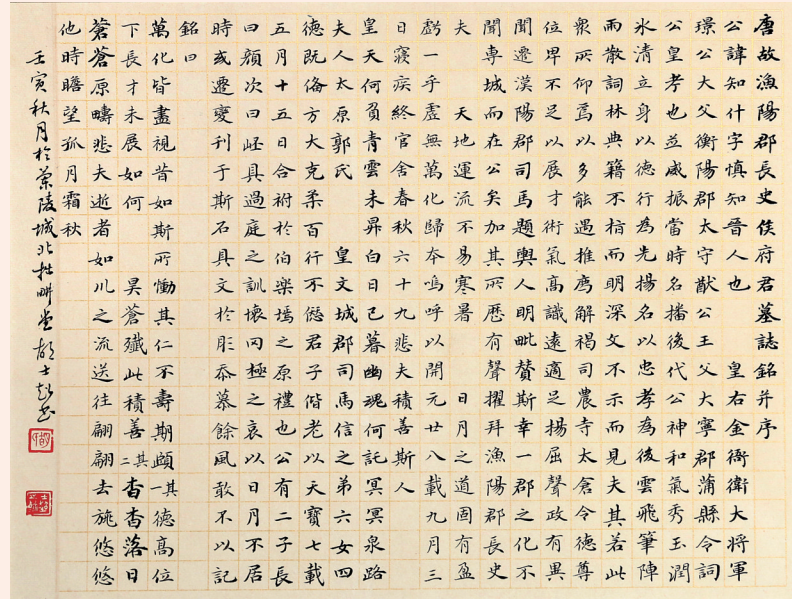 唐故漁陽郡長史侯府君墓誌銘并序
公諱知什字慎知晉人也 皇右金衙衛大將軍
璟公大父衡陽郡太守猷公王父大寧郡蒲縣令詞
公皇考也並威振當時名播後代公神和氣秀玉潤
氷清立身以德行為先揚名以忠孝為後雲飛筆陣
而散詞林典籍不楷而明深文不示而見夫其若此
衆所仰焉以多能遇推薦解褐司農寺太倉令德尊
位卑不足以展才術氣高識遠適足揚屈聲政有異
聞遷漢陽郡司馬題輿人明毗贊斯幸一郡之化不
聞專城而在公矣加其所歷有聲擢拜漁陽郡長史
夫 天地運流不易寒暑 日月之道固有盈
虧一乎虛無萬化歸本嗚呼以開元廿八載九月三
日寢疾終官舍春秋六十九悲夫積善斯人
皇天何負青雲未昇白日已暮幽魂何託冥冥泉路
夫人太原郭氏 皇文城郡司馬信之弟六女四
德既備方大克柔百行不愆君子偕老以天寶七載
五月十五日合祔於伯樂塢之原禮也公有二子長
曰顏次曰岯具過庭之訓壞罔極之哀以日月不居
時或遷變刊于斯石具文於彤忝慕餘風敢不以記
銘曰
萬化皆盡視昔如斯所慟其仁不壽期頤其一德高位
下長才未展如何 昊蒼殲此積善其二杳杳落日
蒼蒼原疇悲夫逝者如川之流送往翩翩去旐悠悠
他時瞻望孤月霜秋
壬寅秋月於蘭陵城北 士 書